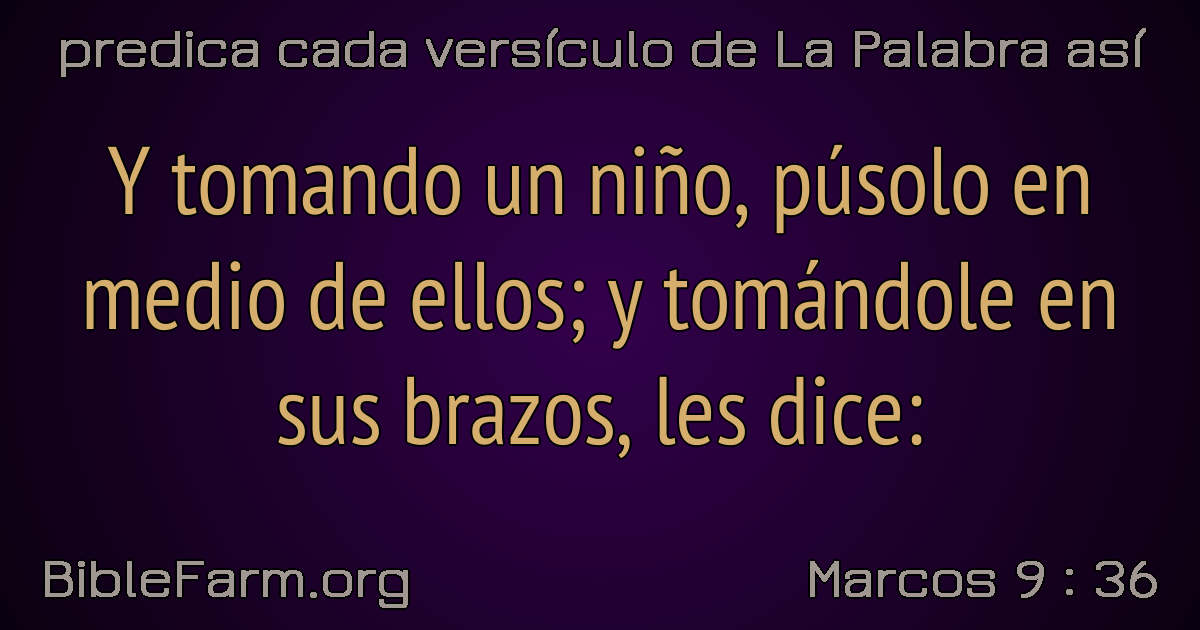 predica cada versículo de La Palabra así
Y tomando un niño, púsolo en
medio de ellos; y tomándole en
sus brazos, les dice:
BibleFarm.org
Marcos 9 : 36